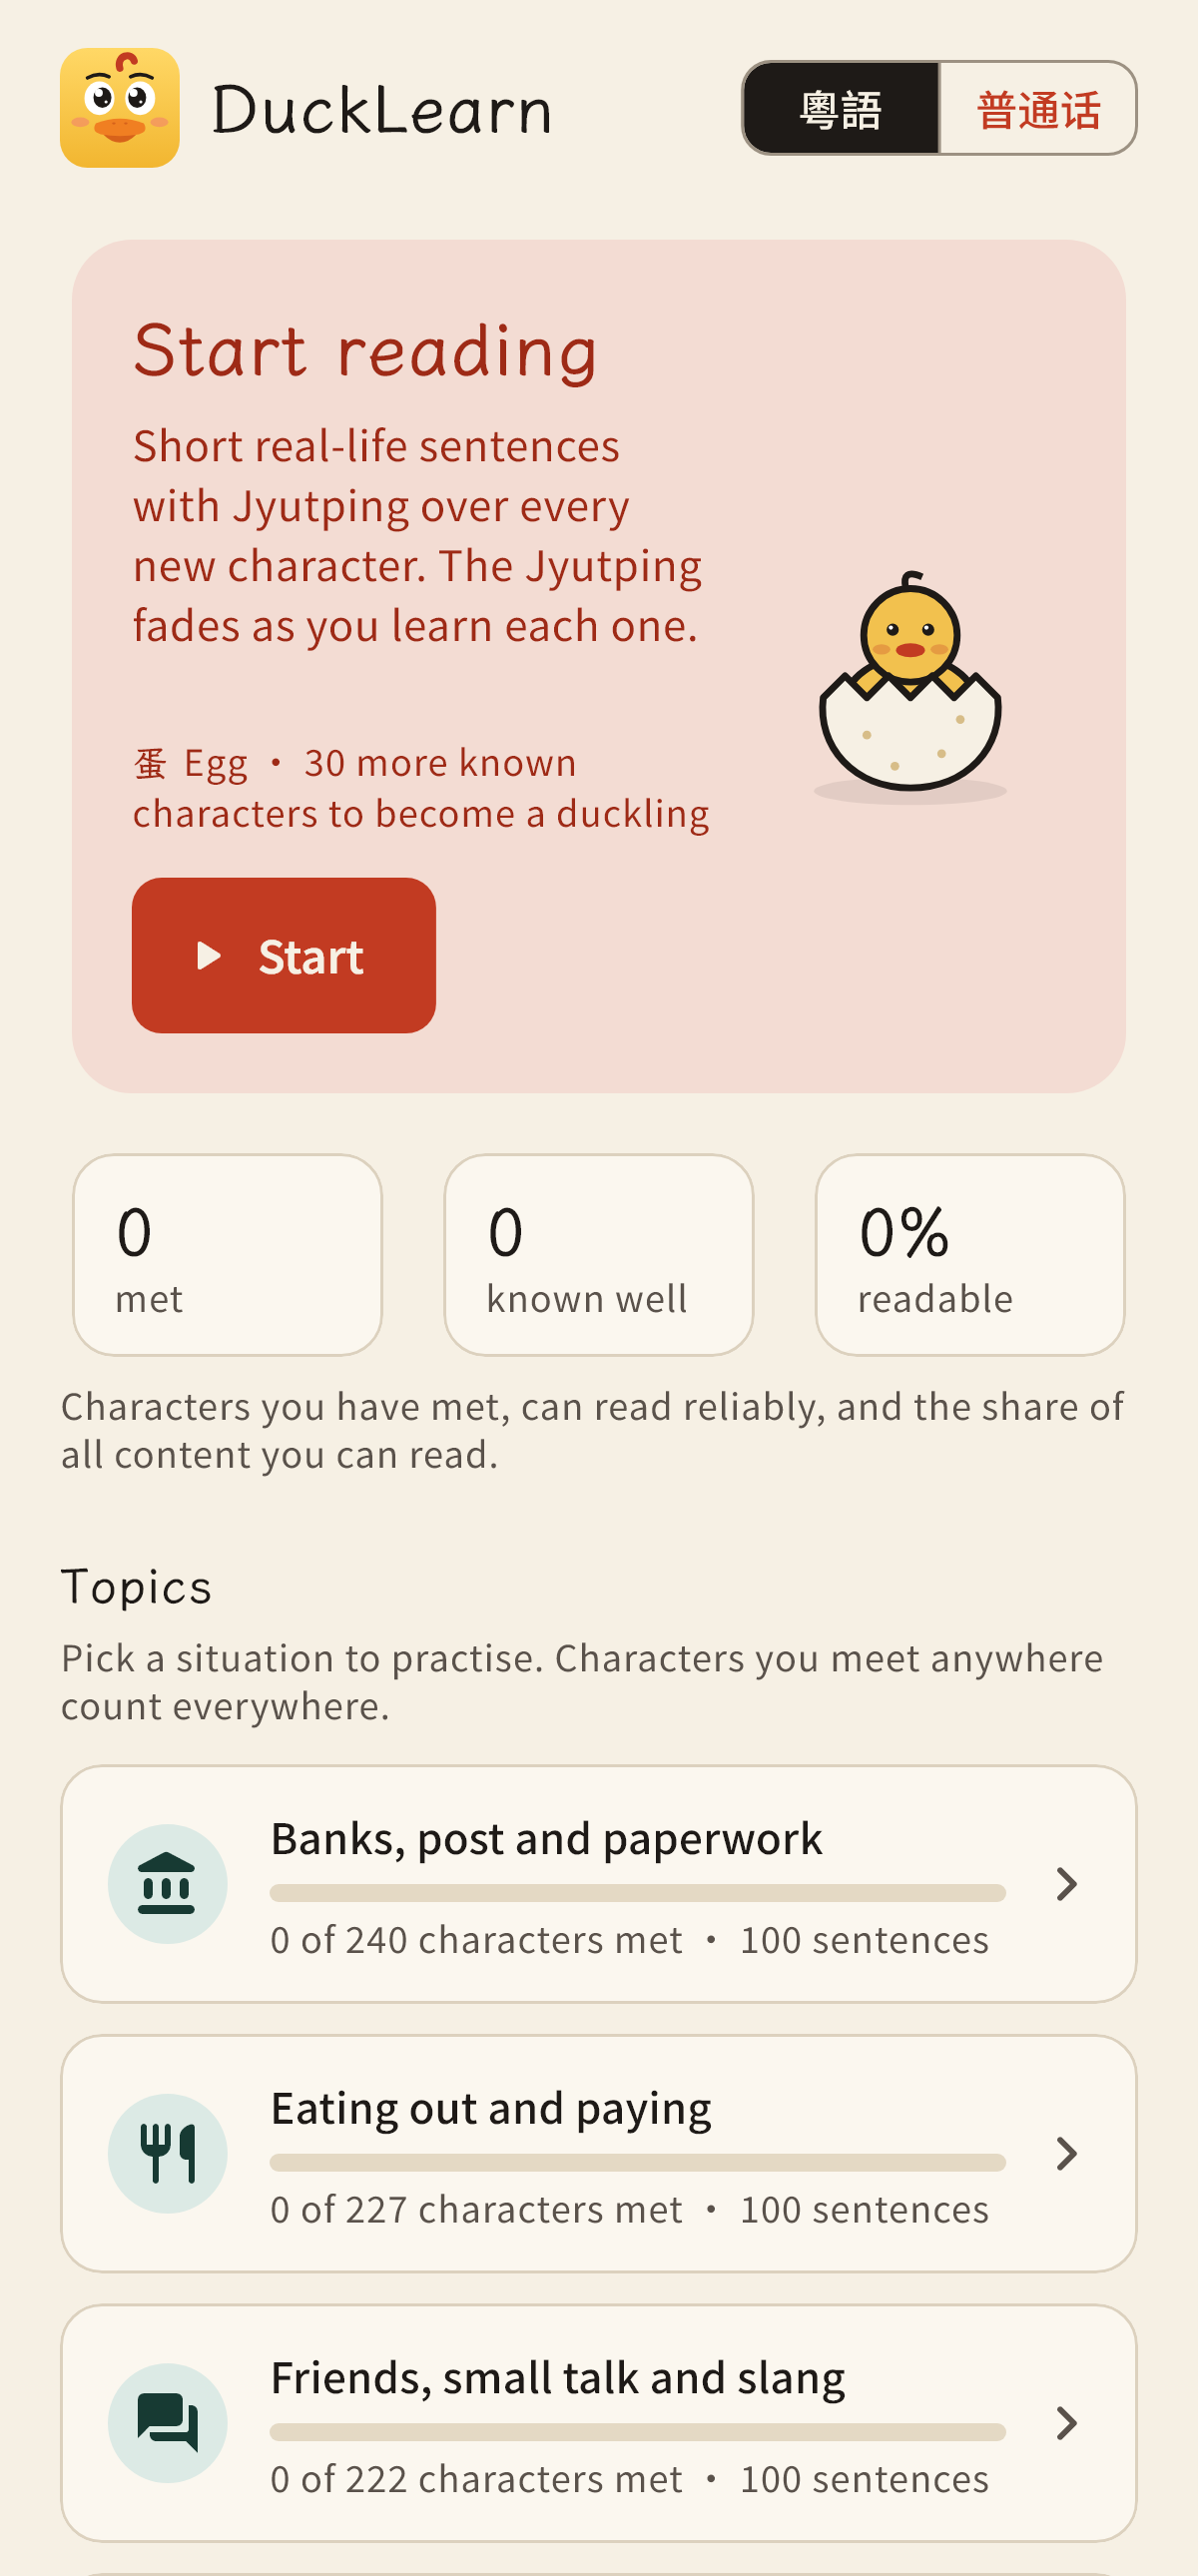 DuckLearn
粵語
普通话
Start reading
Short real-life sentences
with Jyutping over every
new character. The Jyutping
fades as you learn each one.
蛋 Egg · 30 more known
characters to become a duckling
Start
0
met
0
known well
0%
readable
Characters you have met, can read reliably, and the share of
all content you can read.
Topics
Pick a situation to practise. Characters you meet anywhere
count everywhere.
Banks, post and paperwork
0 of 240 characters met · 100 sentences
Eating out and paying
0 of 227 characters met · 100 sentences
Friends, small talk and slang
0 of 222 characters met · 100 sentences